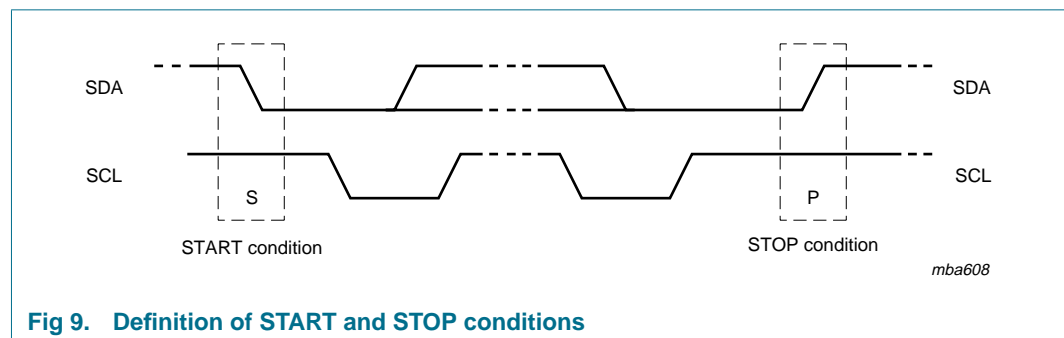 SDA SDA
SCL SCL
S P
START condition STOP condition
mba608
Fig 9. Definition of START and STOP conditions